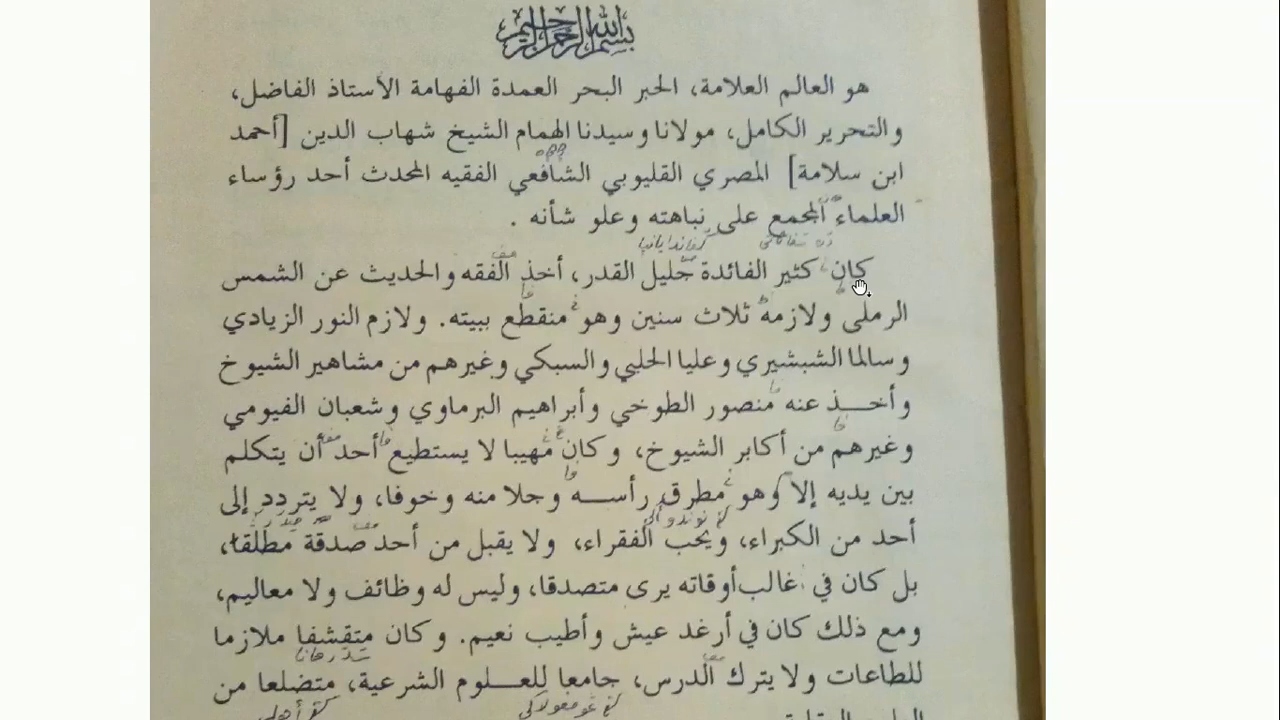 بسم الله الرحمن الرحيم
هو العالم العلامة، الحبر البحر العمدة الفهامة الأستاذ الفاضل،
والتحرير الكامل، مولانا وسيدنا الهمام الشيخ شهاب الدين [أحمد
ابن سلامة] المصري القليوبي الشافعي الفقيه المحدث أحد رؤساء
العلماء المجمع على نباهته وعلو شأنه .
كان كثير الفائدة جليل القدر، أخذ الفقه والحديث عن الشمس
الرملى ولازمه ثلاث سنين وهو منقطع ببيته. ولازم النور الزيادي
وسالما الشبشيري وعليا الحلبي والسبكي وغيرهم من مشاهير الشيوخ
وأخـــذ عنه منصور الطوخي وأبراهيم البرماوي وشعبان الفيومي
وغيرهم من أكابر الشيوخ، وكان مهيبا لا يستطيع أحد أن يتكلم
بين يديه إلا وهو مطرق رأســـه وجلا منه وخوفا، ولا يتردد إلى
أحد من الكبراء، ويحب الفقراء، ولا يقبل من أحد صدقة مطلقا،
بل كان في غالب أوقاته يرى متصدقا، وليس له وظائف ولا معاليم،
ومع ذلك كان في أرغد عيش وأطيب نعيم. وكان متقشفا ملازما
للطاعات ولا يترك الدرس، جامعا للعـــلوم الشرعية، متضلعا من